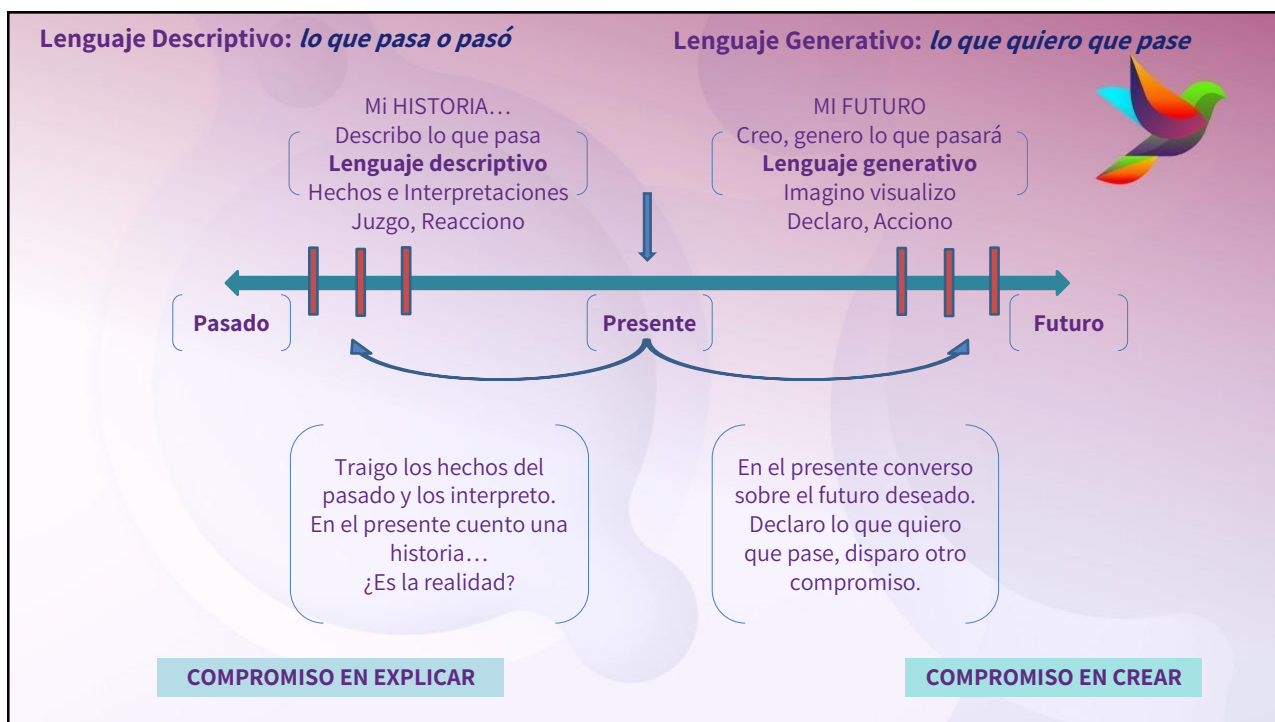 Lenguaje Descriptivo: lo que pasa o pasó
Lenguaje Generativo: lo que quiero que pase
Mi HISTORIA…
Describo lo que pasa
Lenguaje descriptivo
Hechos e Interpretaciones
Juzgo, Reacciono
MI FUTURO
Creo, genero lo que pasará
Lenguaje generativo
Imagino visualizo
Declaro, Acciono
Pasado
Presente
Futuro
Traigo los hechos del
pasado y los interpreto.
En el presente cuento una
historia…
¿Es la realidad?
En el presente converso
sobre el futuro deseado.
Declaro lo que quiero
que pase, disparo otro
compromiso.
COMPROMISO EN EXPLICAR
COMPROMISO EN CREAR